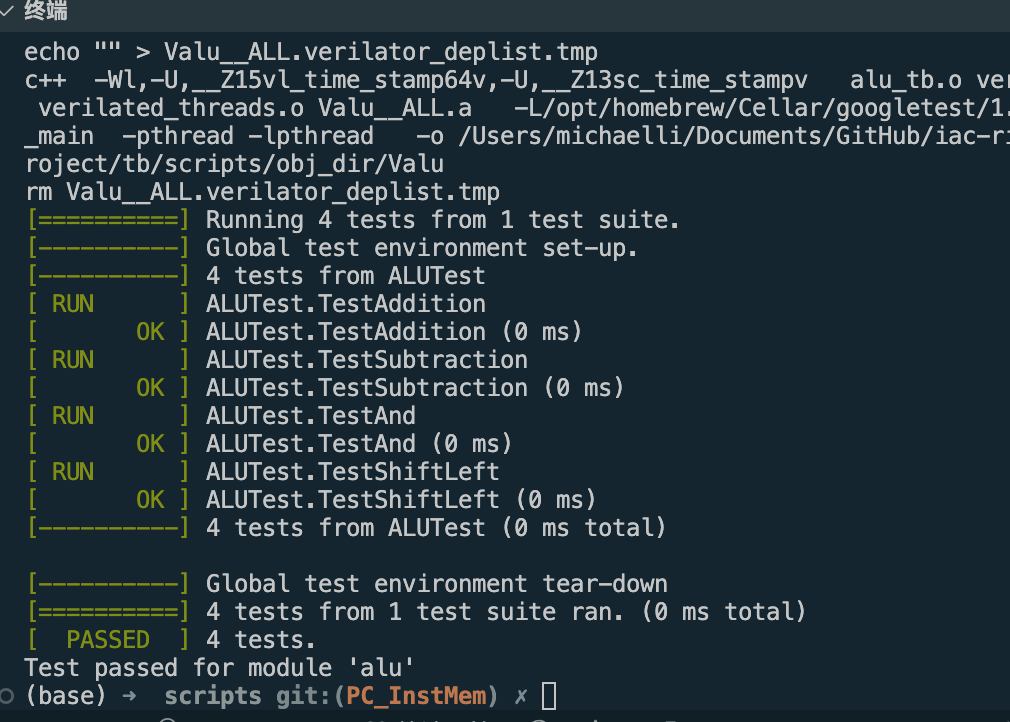 终端
echo "" > Valu__ALL.verilator_deplist.tmp
c++  -Wl,-U,__Z15vl_time_stamp64v,-U,__Z13sc_time_stampv   alu_tb.o ver
verilated_threads.o Valu__ALL.a   -L/opt/homebrew/Cellar/googletest/1.
_main  -pthread -lpthread   -o /Users/michaelli/Documents/GitHub/iac-ri
roject/tb/scripts/obj_dir/Valu
rm Valu__ALL.verilator_deplist.tmp
[==========] Running 4 tests from 1 test suite.
[----------] Global test environment set-up.
[----------] 4 tests from ALUTest
[ RUN      ] ALUTest.TestAddition
[       OK ] ALUTest.TestAddition (0 ms)
[ RUN      ] ALUTest.TestSubtraction
[       OK ] ALUTest.TestSubtraction (0 ms)
[ RUN      ] ALUTest.TestAnd
[       OK ] ALUTest.TestAnd (0 ms)
[ RUN      ] ALUTest.TestShiftLeft
[       OK ] ALUTest.TestShiftLeft (0 ms)
[----------] 4 tests from ALUTest (0 ms total)
[----------] Global test environment tear-down
[==========] 4 tests from 1 test suite ran. (0 ms total)
[  PASSED  ] 4 tests.
Test passed for module 'alu'
(base) ➜  scripts git:(PC_InstMem) ✗